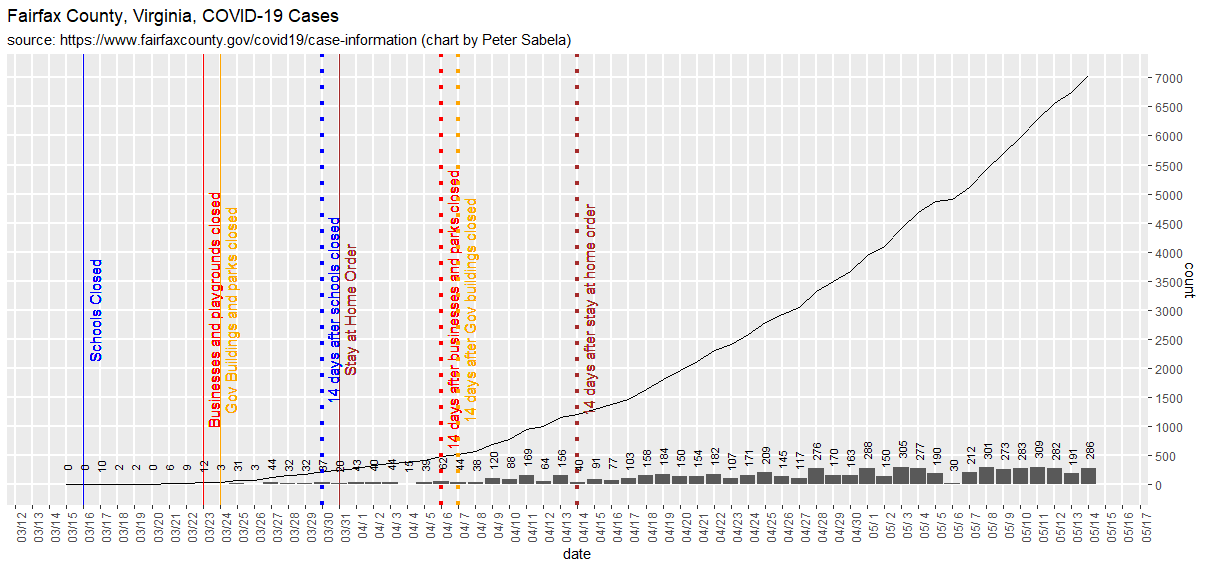 Fairfax County, Virginia, COVID-19 Cases
source: https://www.fairfaxcounty.gov/covid19/case-information (chart by Peter Sabela)
Schools Closed
Businesses and playgrounds closed
Gov Buildings and parks closed
14 days after schools closed
Stay at Home Order
14 days after businesses and parks closed
14 days after Gov buildings closed
14 days after stay at home order
7000
6500
6000
5500
5000
4500
4000
3500
3000
2500
2000
1500
1000
500
0
count
0 0 10 2 2 0 6 9 12 3 31 3 44 32 32 37 20 43 40 44 15 35 62 44 38 120 88 169 64 156 40 91 77 103 158 184 150 154 182 107 171 209 145 117 276 170 163 288 150 305 277 190 30 212 301 273 283 309 282 191 286
03/12 03/13 03/14 03/15 03/16 03/17 03/18 03/19 03/20 03/21 03/22 03/23 03/24 03/25 03/26 03/27 03/28 03/29 03/30 03/31 04/1 04/2 04/3 04/4 04/5 04/6 04/7 04/8 04/9 04/10 04/11 04/12 04/13 04/14 04/15 04/16 04/17 04/18 04/19 04/20 04/21 04/22 04/23 04/24 04/25 04/26 04/27 04/28 04/29 04/30 05/1 05/2 05/3 05/4 05/5 05/6 05/7 05/8 05/9 05/10 05/11 05/12 05/13 05/14 05/15 05/16 05/17
date